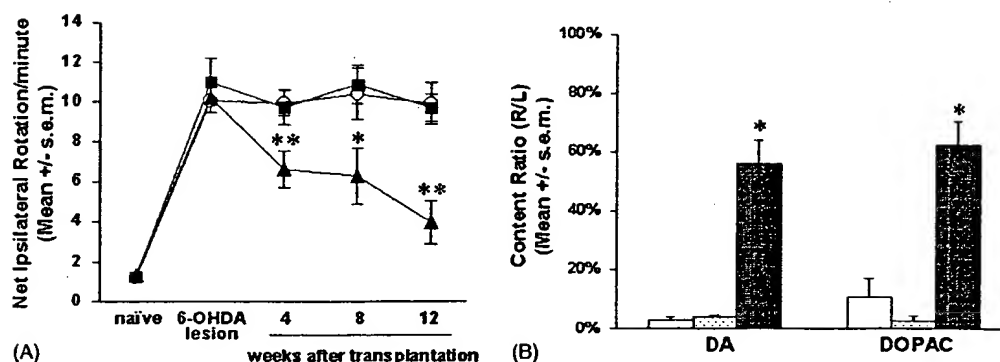 Net Ipsilateral Rotation/minute
(Mean +/- s.e.m.)
14
12
10
8
6
4
2
0
**
*
**
naïve
6-OHDA
lesion
4
8
12
weeks after transplantation
(A)
Content Ratio (R/L)
(Mean +/- s.e.m.)
100%
80%
60%
40%
20%
0%
*
*
DA
DOPAC
(B)